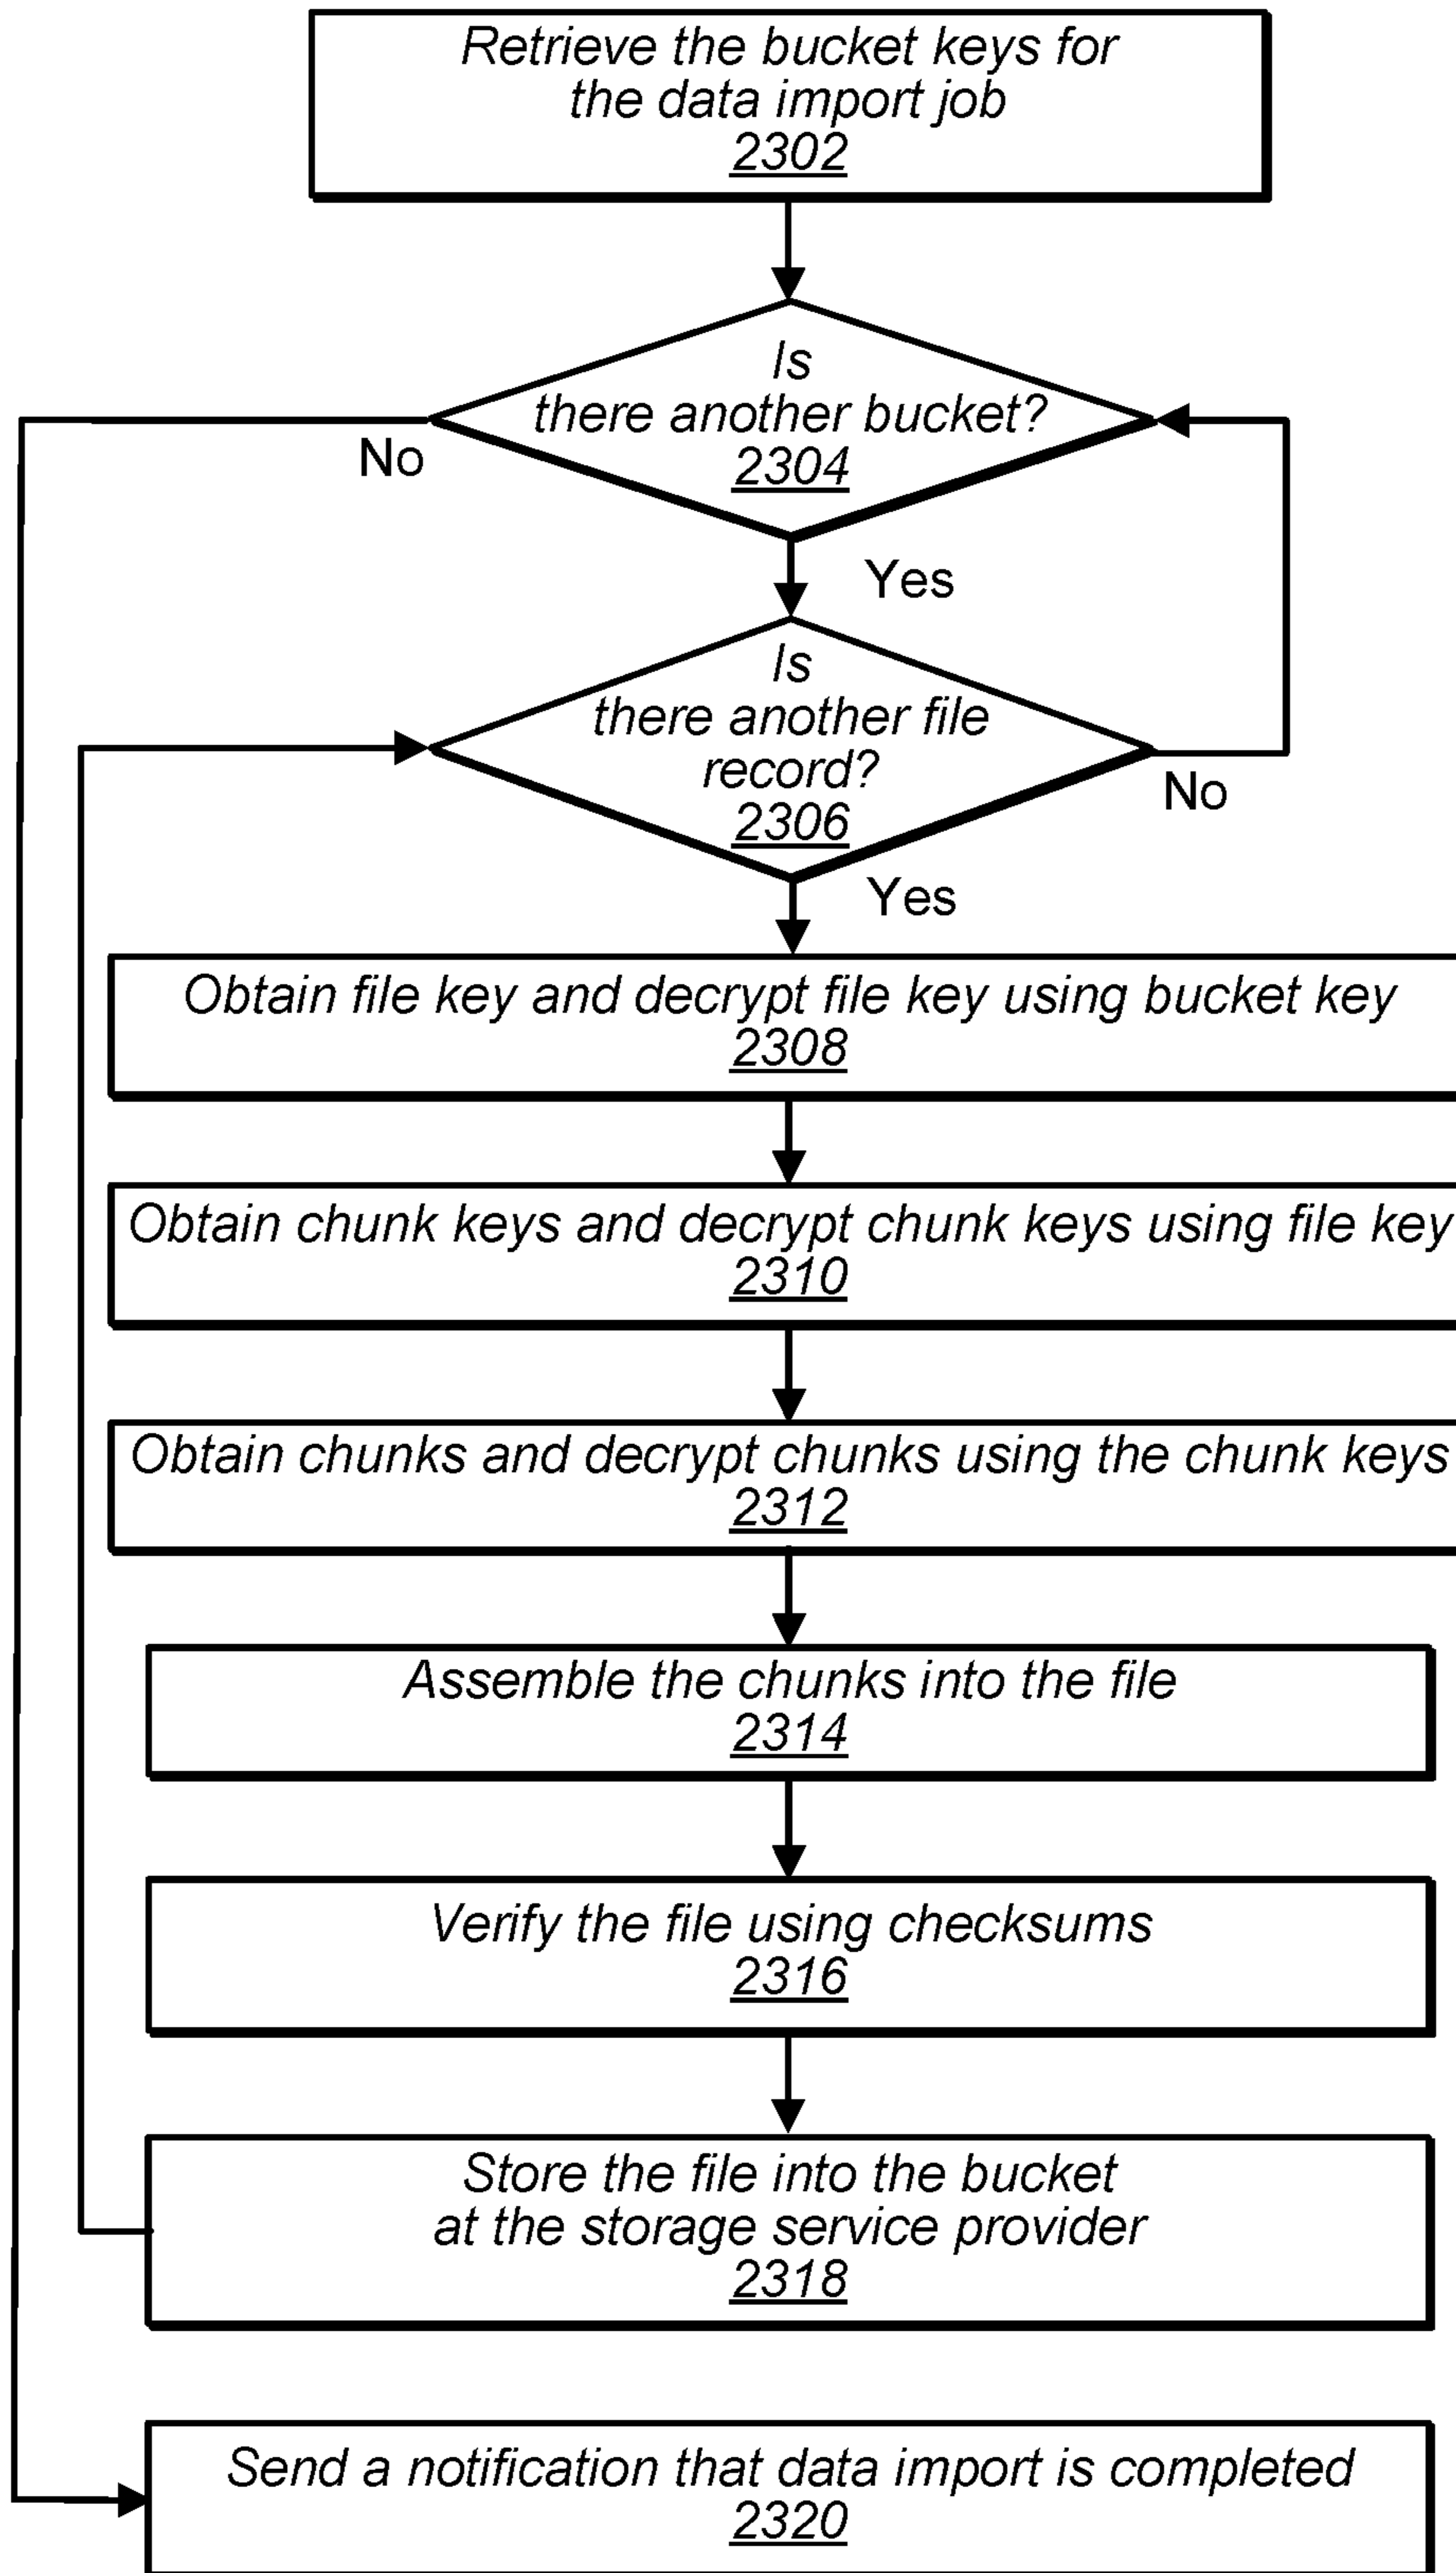 Retrieve the bucket keys for
the data import job
2302
Is
there another bucket?
2304
No
Yes
Is
there another file
record?
2306
No
Yes
Obtain file key and decrypt file key using bucket key
2308
Obtain chunk keys and decrypt chunk keys using file key
2310
Obtain chunks and decrypt chunks using the chunk keys
2312
Assemble the chunks into the file
2314
Verify the file using checksums
2316
Store the file into the bucket
at the storage service provider
2318
Send a notification that data import is completed
2320